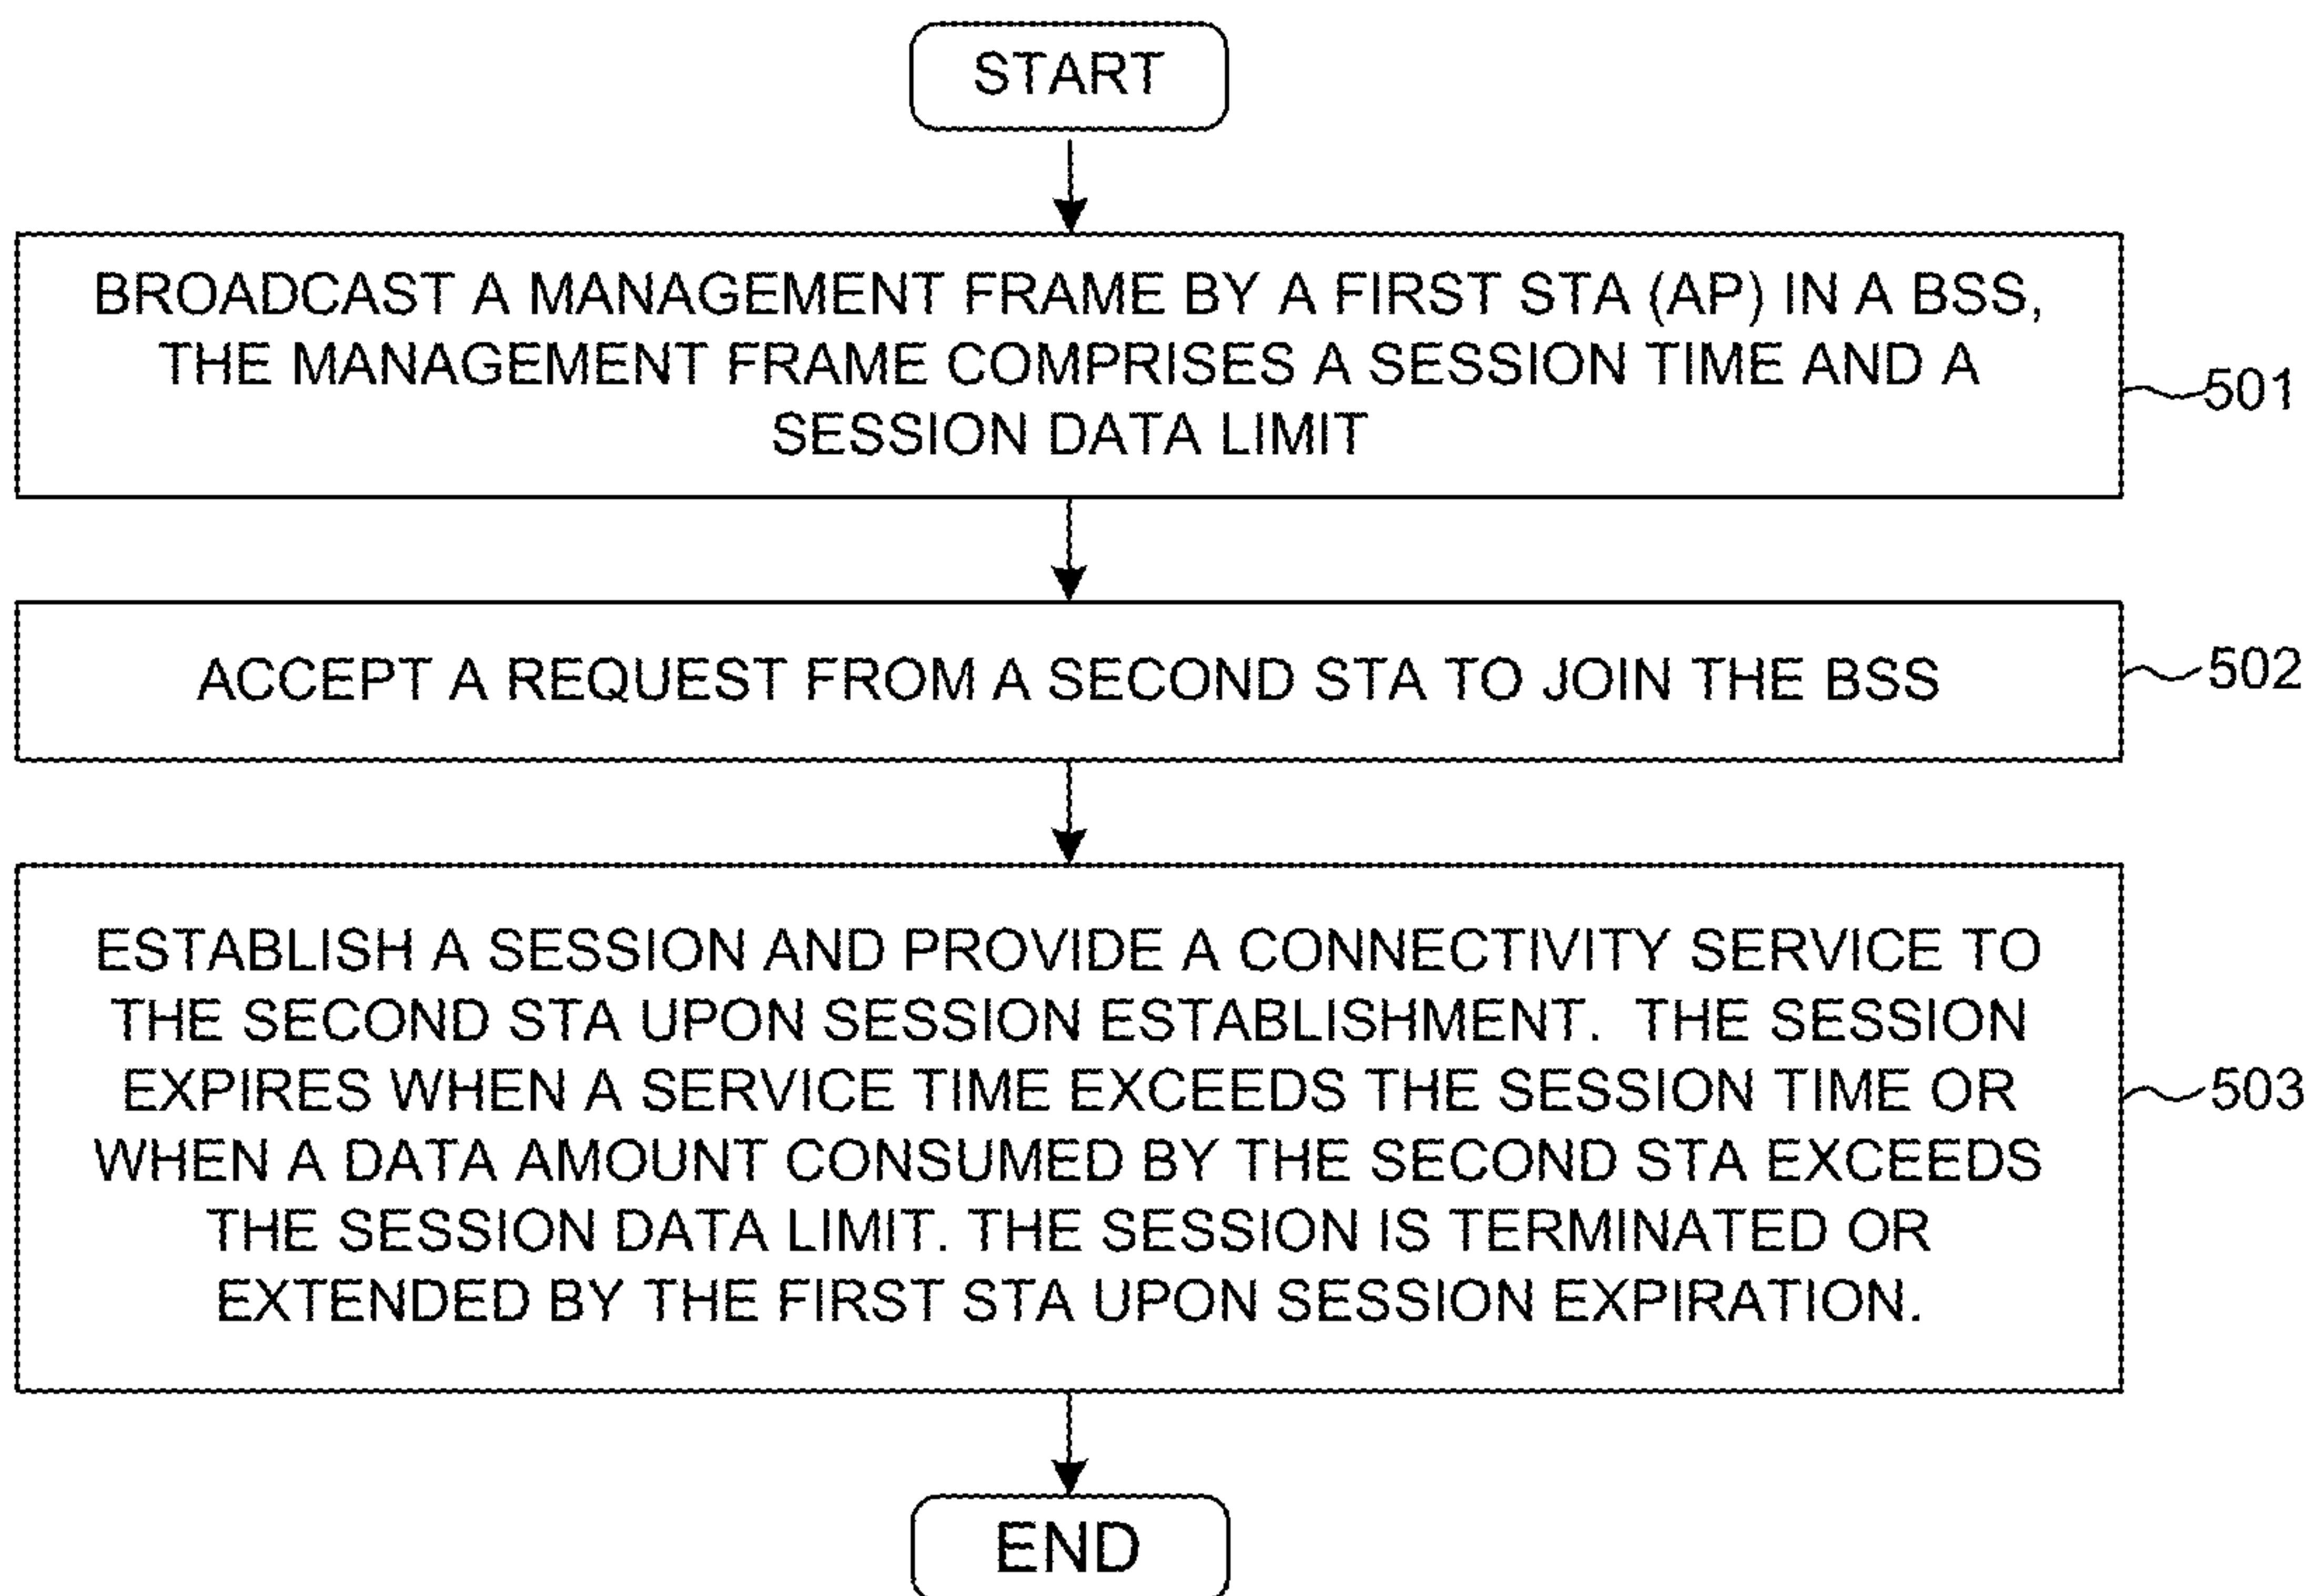 START
BROADCAST A MANAGEMENT FRAME BY A FIRST STA (AP) IN A BSS,
THE MANAGEMENT FRAME COMPRISES A SESSION TIME AND A
SESSION DATA LIMIT
501
ACCEPT A REQUEST FROM A SECOND STA TO JOIN THE BSS
502
ESTABLISH A SESSION AND PROVIDE A CONNECTIVITY SERVICE TO
THE SECOND STA UPON SESSION ESTABLISHMENT. THE SESSION
EXPIRES WHEN A SERVICE TIME EXCEEDS THE SESSION TIME OR
WHEN A DATA AMOUNT CONSUMED BY THE SECOND STA EXCEEDS
THE SESSION DATA LIMIT. THE SESSION IS TERMINATED OR
EXTENDED BY THE FIRST STA UPON SESSION EXPIRATION.
503
END